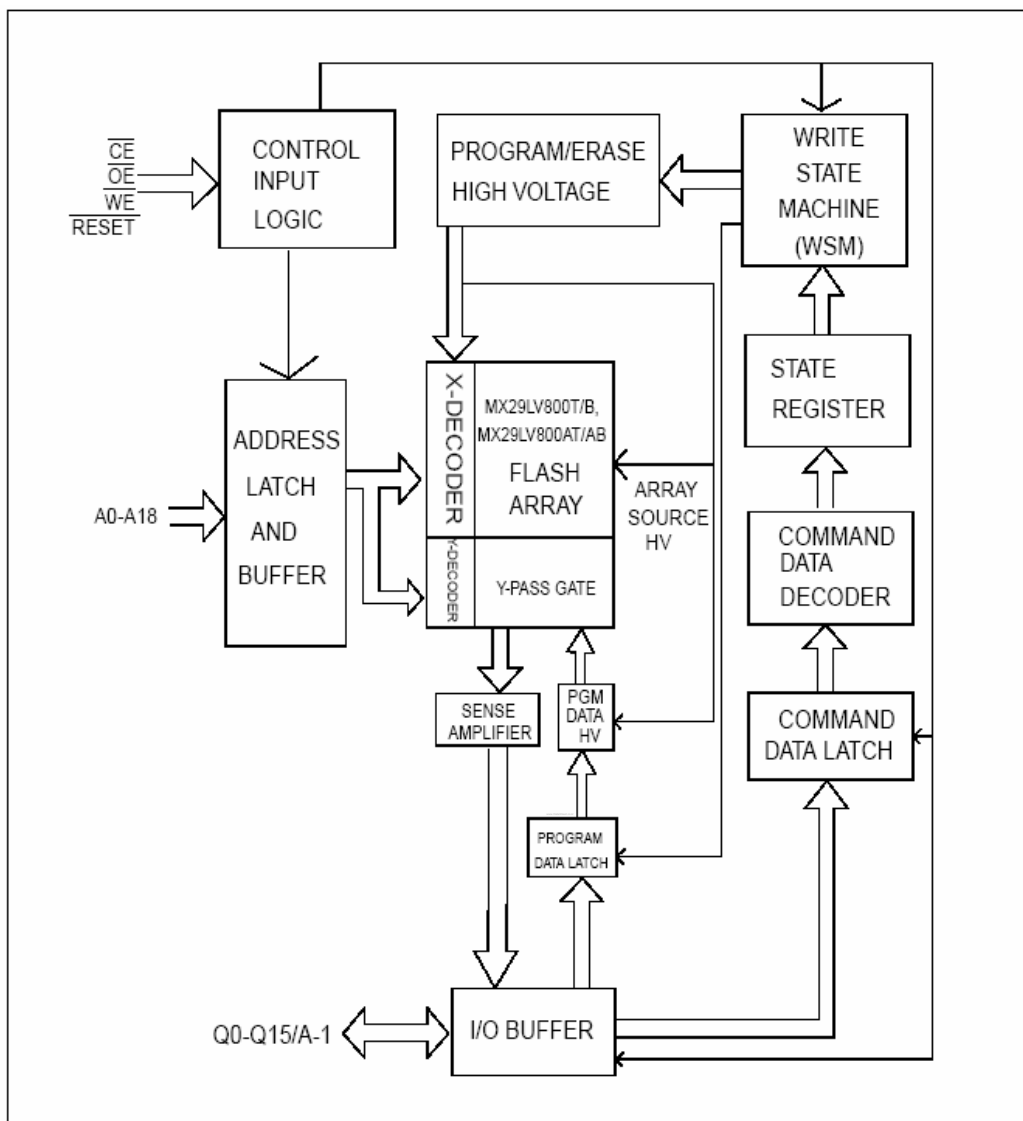 CE
OE
WE
RESET
CONTROL
INPUT
LOGIC
PROGRAM/ERASE
HIGH VOLTAGE
WRITE
STATE
MACHINE
(WSM)
STATE
REGISTER
A0-A18
ADDRESS
LATCH
AND
BUFFER
X-DECODER
MX29LV800T/B,
MX29LV800AT/AB
FLASH
ARRAY
ARRAY
SOURCE
HV
Y-DECODER
Y-PASS GATE
COMMAND
DATA
DECODER
SENSE
AMPLIFIER
PGM
DATA
HV
COMMAND
DATA LATCH
PROGRAM
DATA LATCH
Q0-Q15/A-1
I/O BUFFER